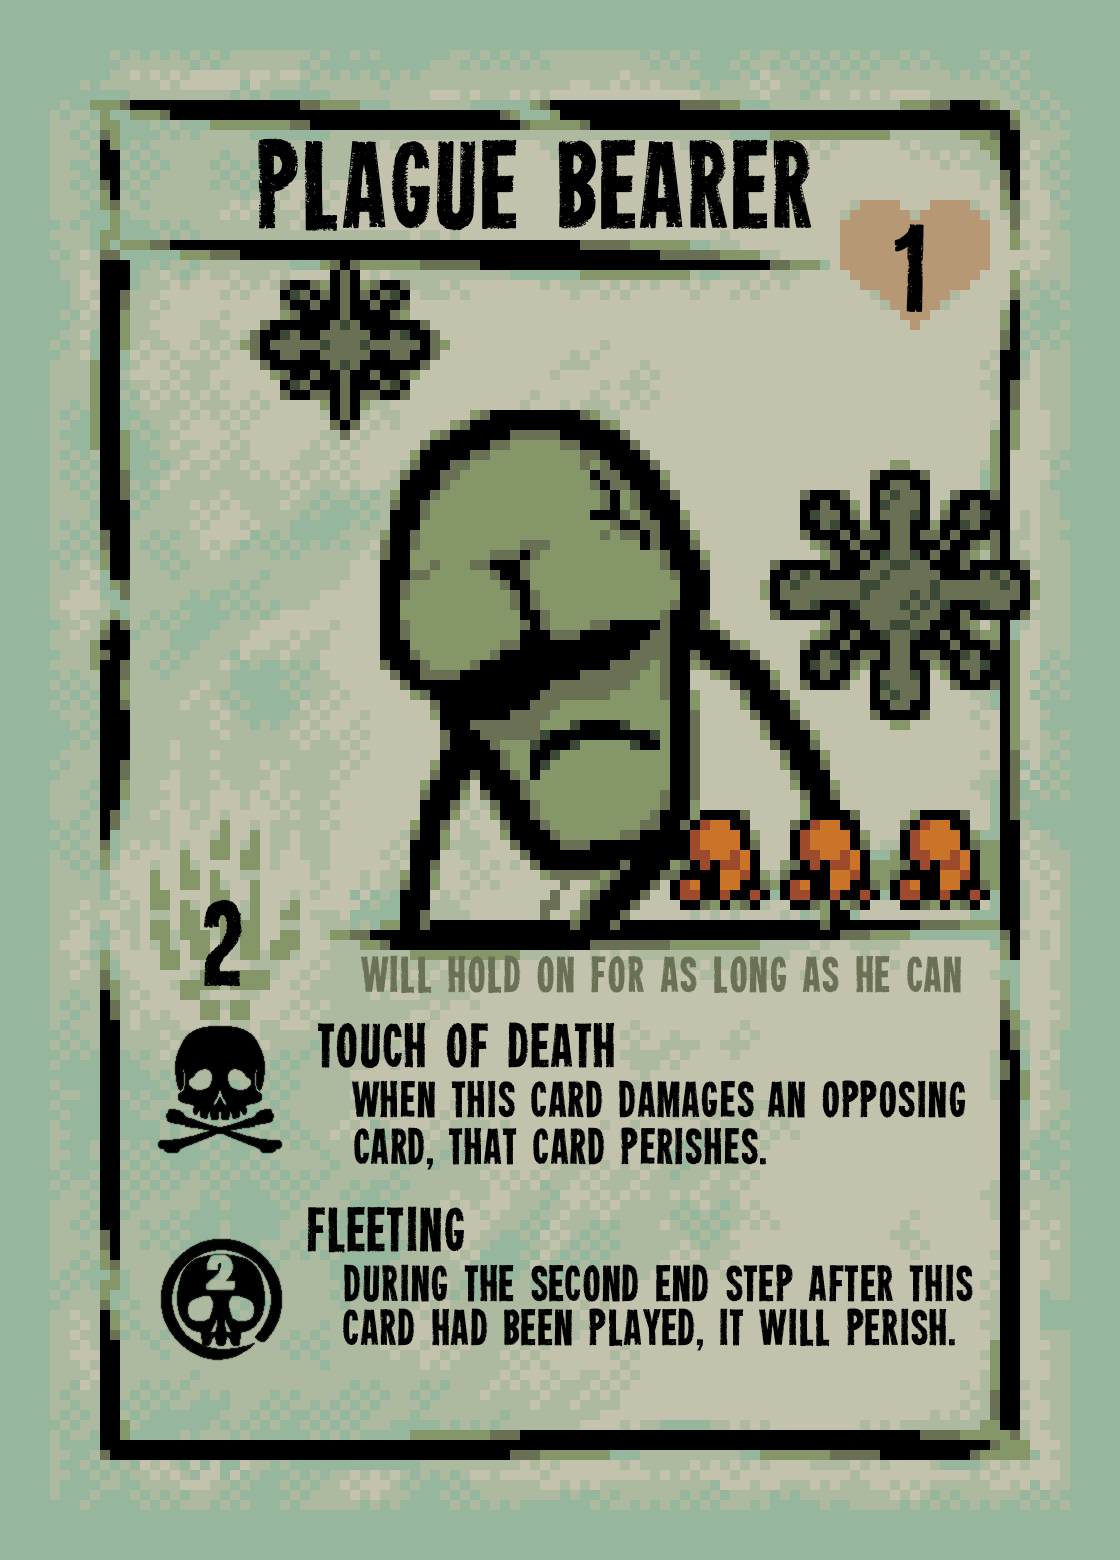 PLAGUE BEARER
1
2
WILL HOLD ON FOR AS LONG AS HE CAN
TOUCH OF DEATH
WHEN THIS CARD DAMAGES AN OPPOSING
CARD, THAT CARD PERISHES.
FLEETING
2
DURING THE SECOND END STEP AFTER THIS
CARD HAD BEEN PLAYED, IT WILL PERISH.